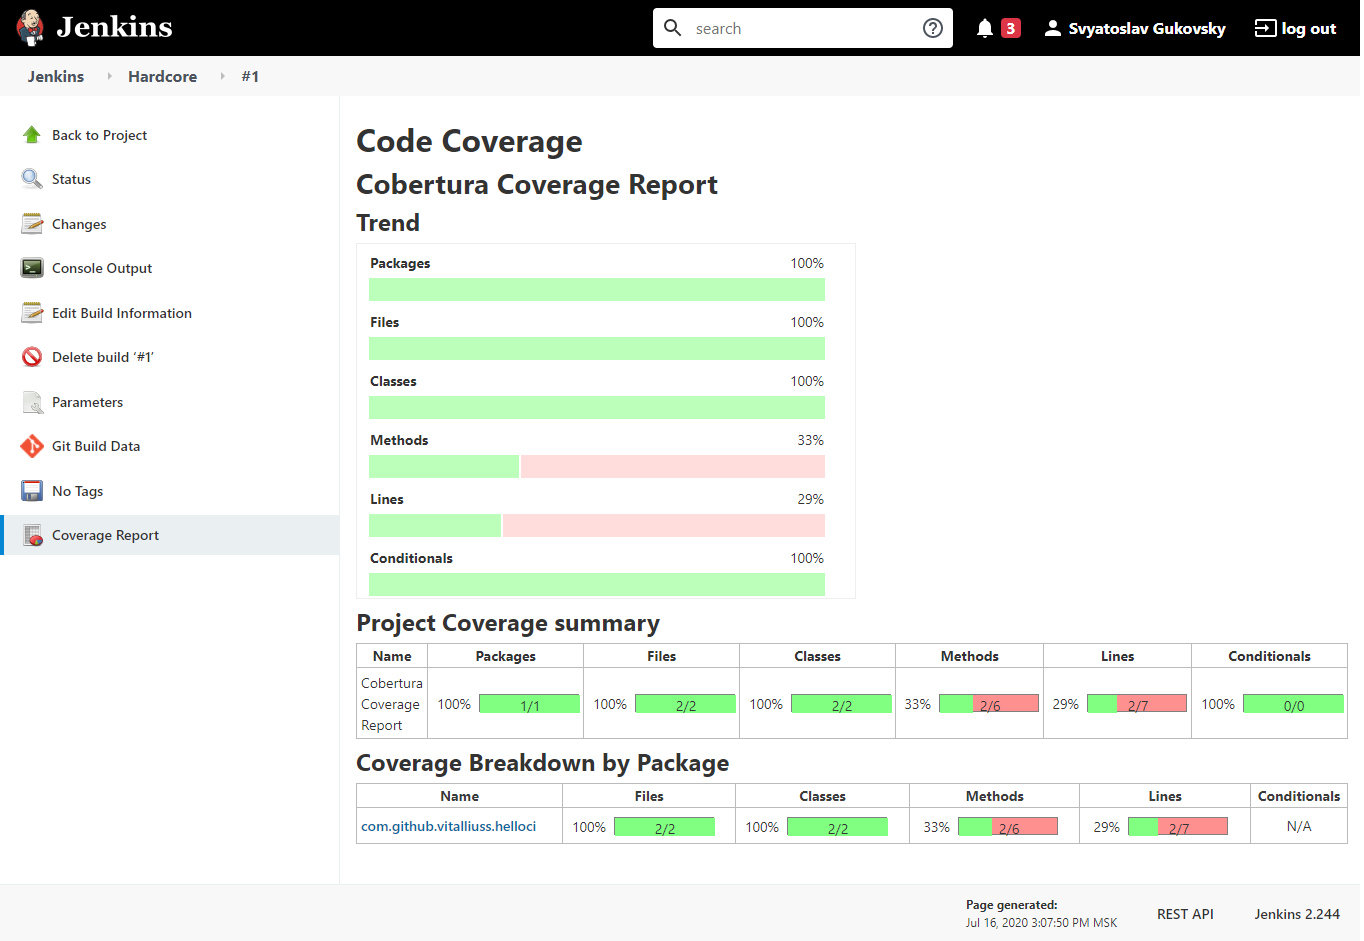 Jenkins
search
3
Svyatoslav Gukovsky
log out
Jenkins
Hardcore
#1
Back to Project
Status
Changes
Console Output
Edit Build Information
Delete build ‘#1’
Parameters
Git Build Data
No Tags
Coverage Report
Code Coverage
Cobertura Coverage Report
Trend
Packages 100%
Files 100%
Classes 100%
Methods 33%
Lines 29%
Conditionals 100%
Project Coverage summary
Name Packages Files Classes Methods Lines Conditionals
Cobertura
Coverage
Report
100% 1/1 100% 2/2 100% 2/2 33% 2/6 29% 2/7 100% 0/0
Coverage Breakdown by Package
Name Files Classes Methods Lines Conditionals
com.github.vitalliuss.helloci 100% 2/2 100% 2/2 33% 2/6 29% 2/7 N/A
Page generated:
Jul 16, 2020 3:07:50 PM MSK
REST API
Jenkins 2.244